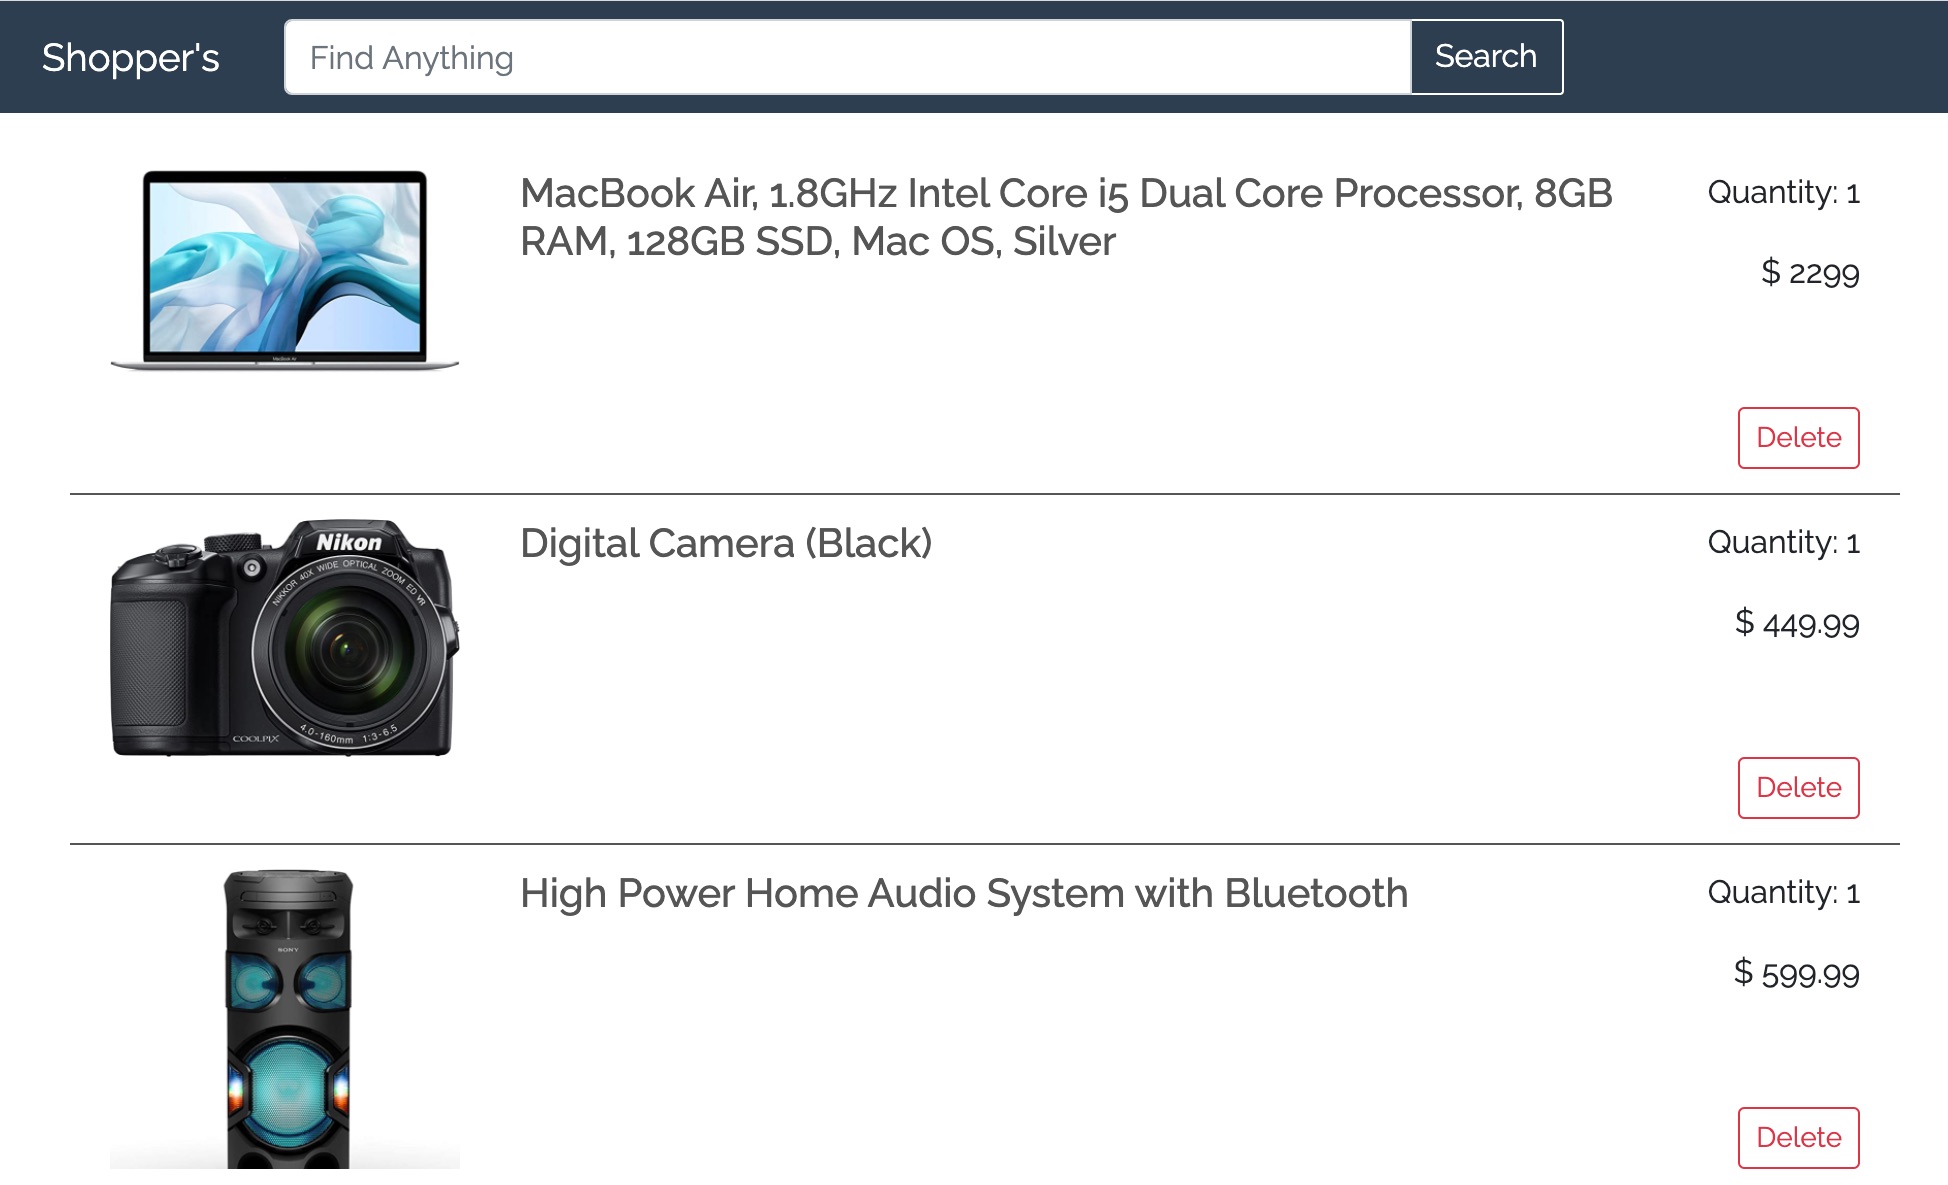 Shopper's
Find Anything
Search
MacBook Air, 1.8GHz Intel Core i5 Dual Core Processor, 8GB
RAM, 128GB SSD, Mac OS, Silver
Quantity: 1
$ 2299
MacBook Air
Delete
Digital Camera (Black)
Quantity: 1
$ 449.99
Nikon
NIKKOR 40X WIDE OPTICAL ZOOM ED VR
COOLPIX
4.0-160mm 1:3-6.5
Delete
High Power Home Audio System with Bluetooth
Quantity: 1
$ 599.99
SONY
Delete